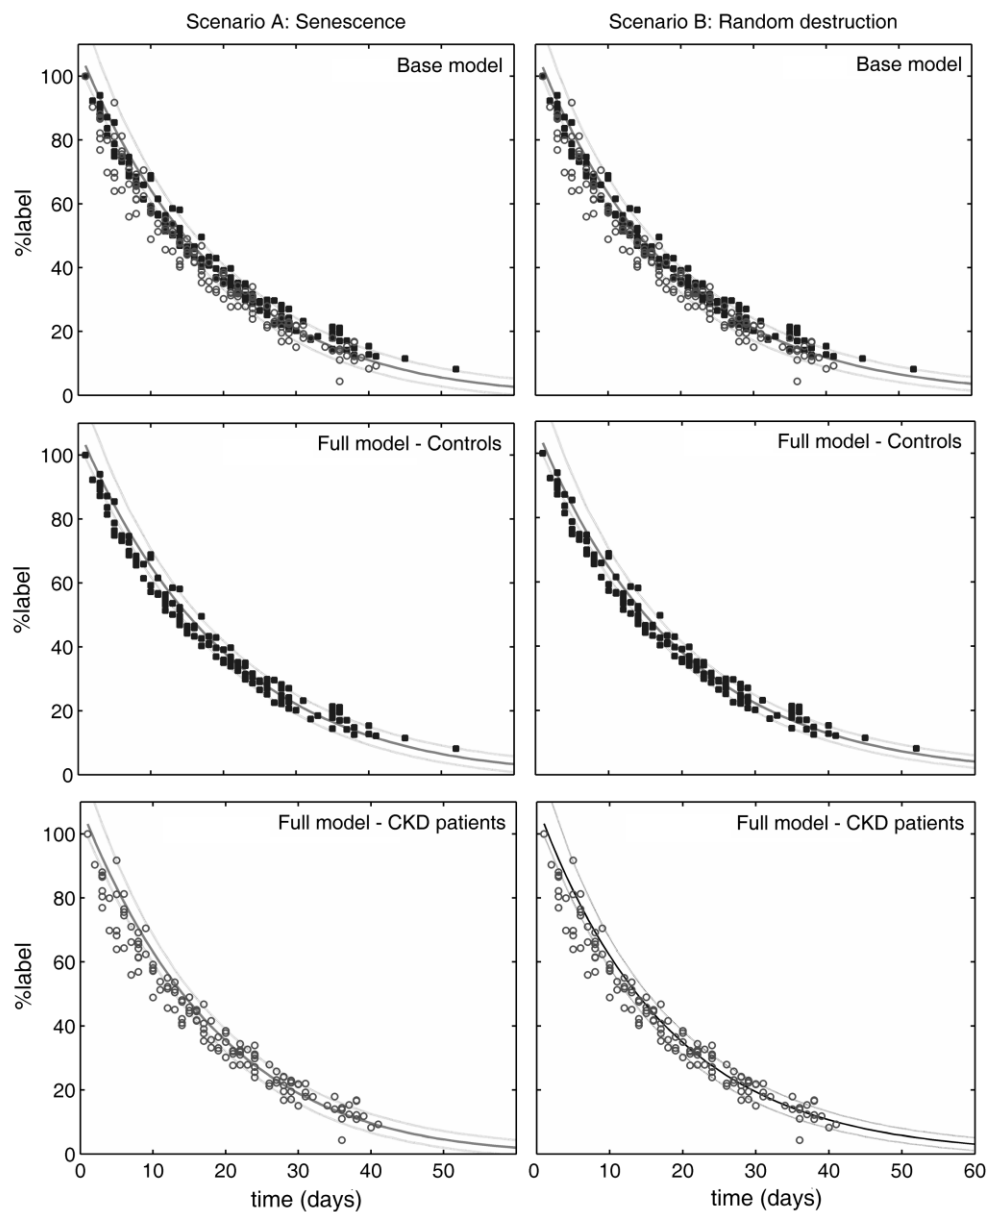 Scenario A: Senescence
Scenario B: Random destruction
Base model
Base model
100
80
60
40
20
0
%label
Full model - Controls
Full model - Controls
100
80
60
40
20
0
%label
Full model - CKD patients
Full model - CKD patients
100
80
60
40
20
0
%label
0 10 20 30 40 50
0 10 20 30 40 50 60
time (days)
time (days)